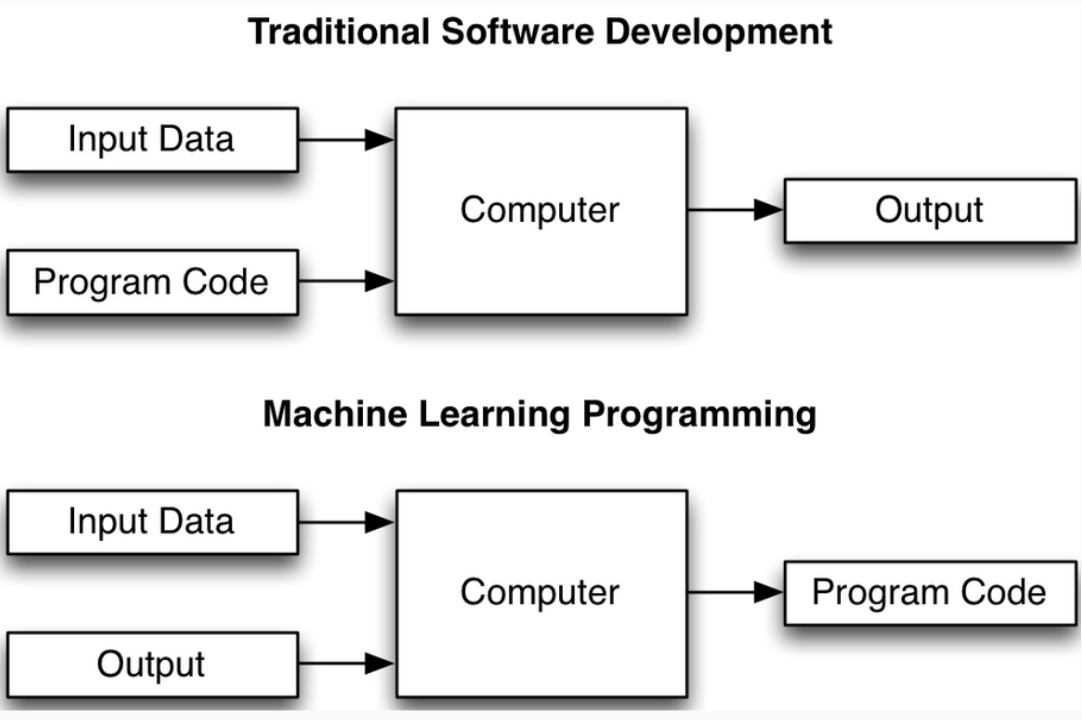 Traditional Software Development
Input Data
Program Code
Computer
Output
Machine Learning Programming
Input Data
Output
Computer
Program Code